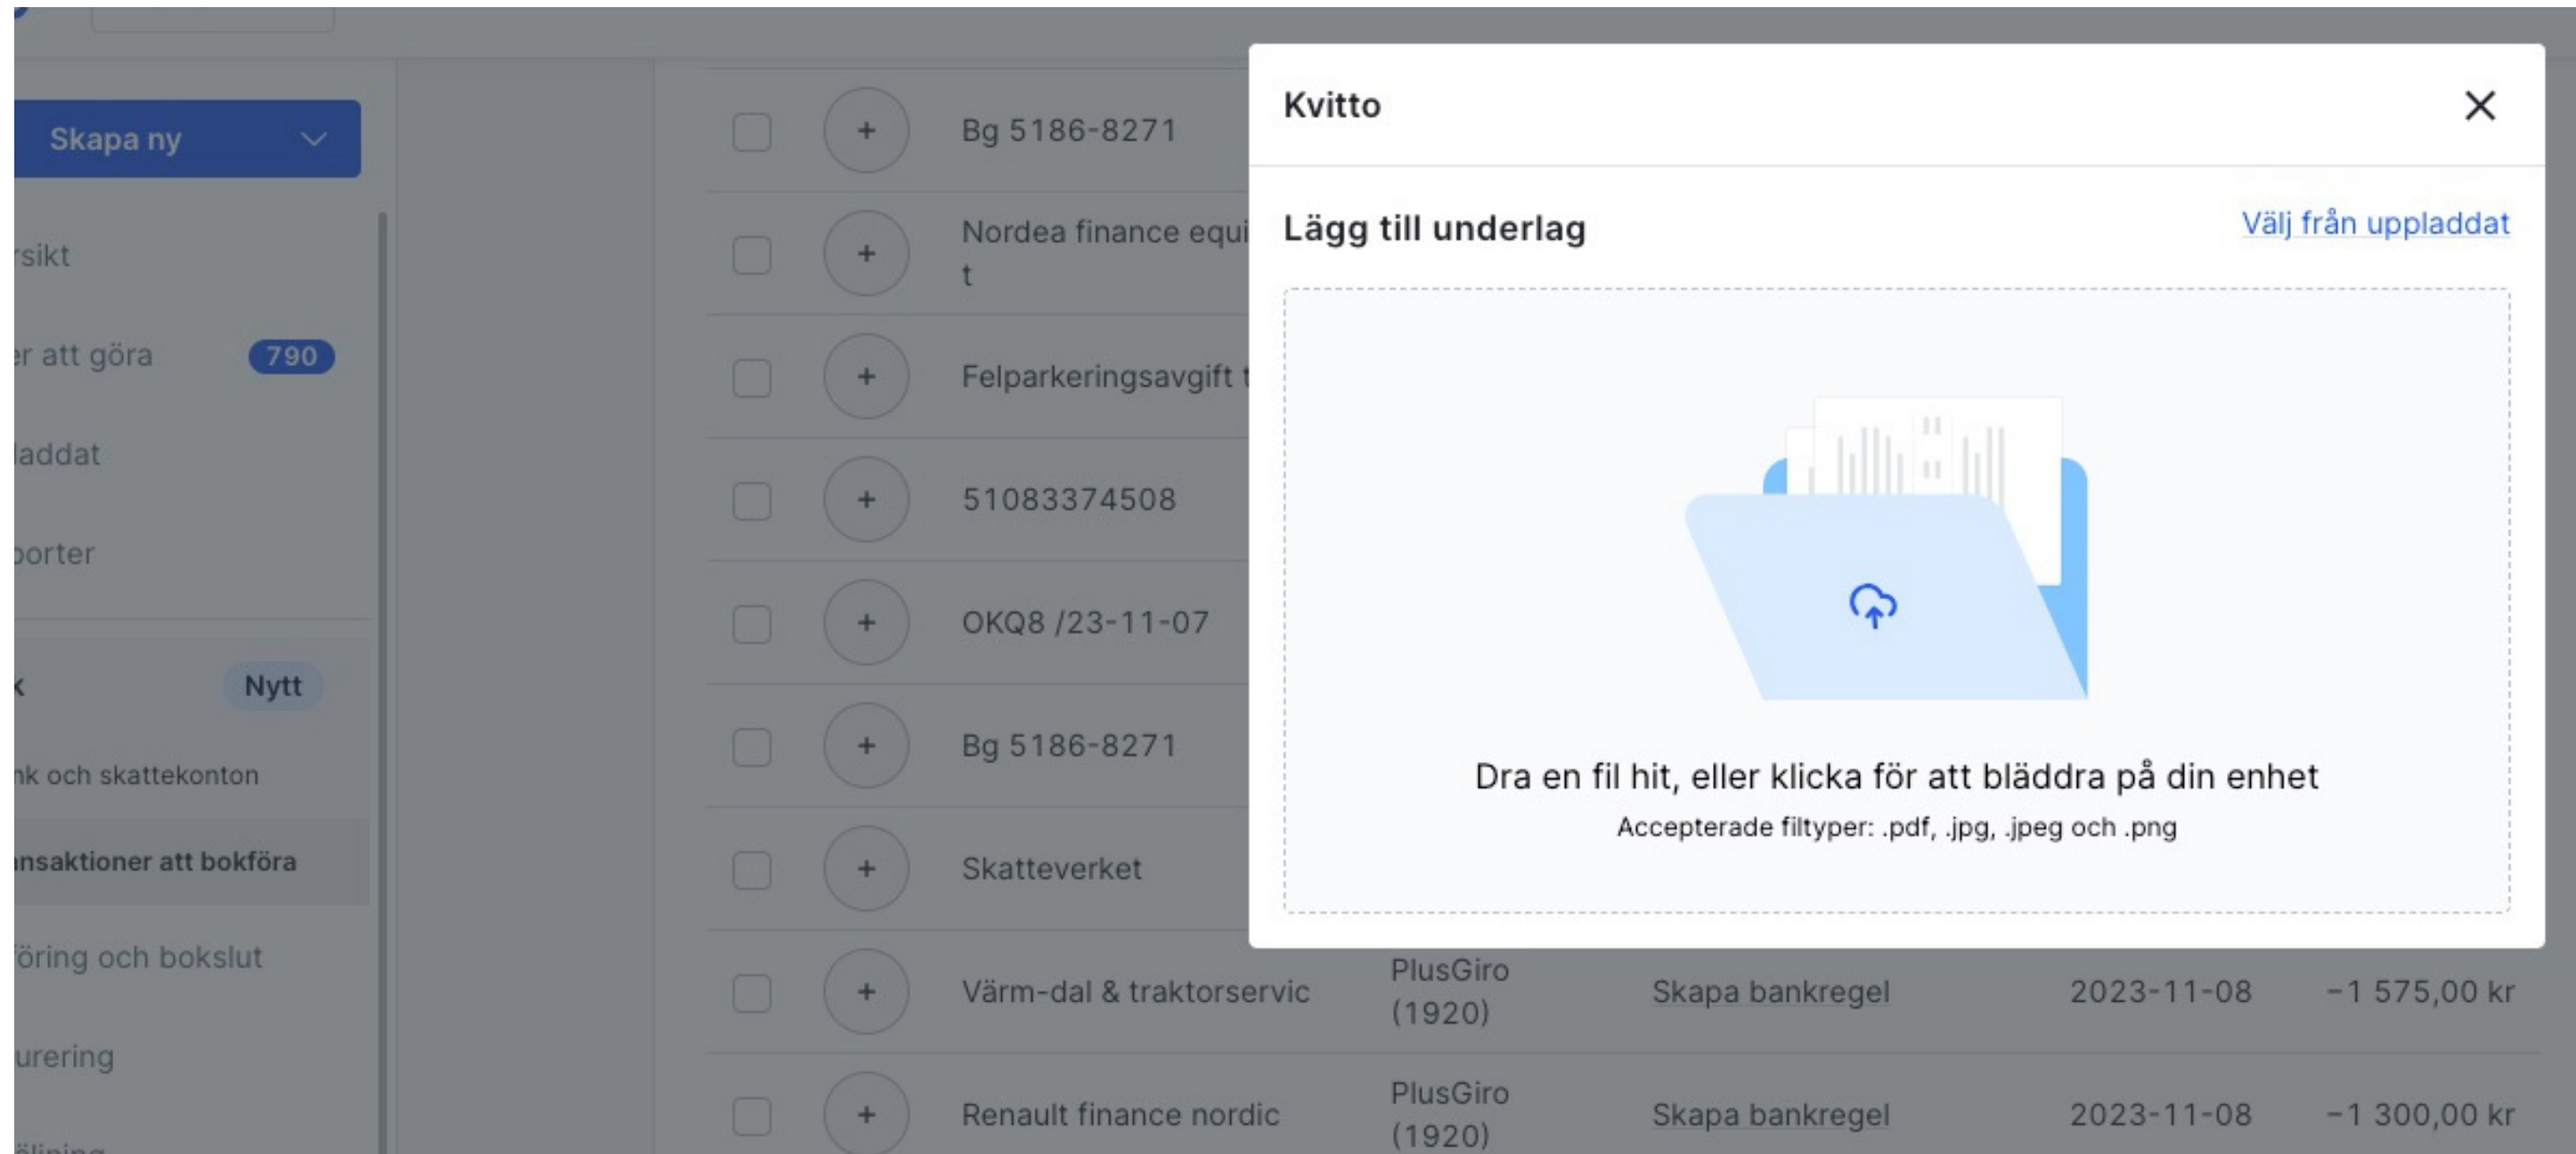 Skapa ny
rsikt
er att göra
790
laddat
porter
k
Nytt
nk och skattekonton
ansaktioner att bokföra
föring och bokslut
urering
Bg 5186-8271
Nordea finance equi
t
Felparkeringsavgift t
51083374508
OKQ8 /23-11-07
Bg 5186-8271
Skatteverket
Värm-dal & traktorservic
PlusGiro
(1920)
Skapa bankregel
2023-11-08
−1 575,00 kr
Renault finance nordic
PlusGiro
(1920)
Skapa bankregel
2023-11-08
−1 300,00 kr
Kvitto
Lägg till underlag
Välj från uppladdat
Dra en fil hit, eller klicka för att bläddra på din enhet
Accepterade filtyper: .pdf, .jpg, .jpeg och .png